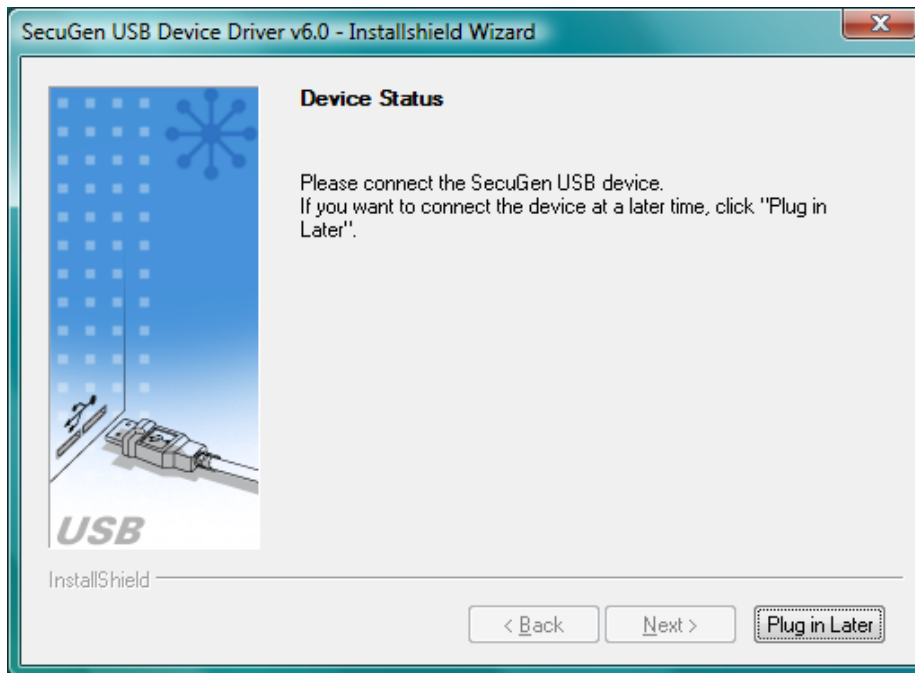 SecuGen USB Device Driver v6.0 - Installshield Wizard
Device Status
Please connect the SecuGen USB device.
If you want to connect the device at a later time, click "Plug in
Later".
USB
InstallShield
< Back
Next >
Plug in Later